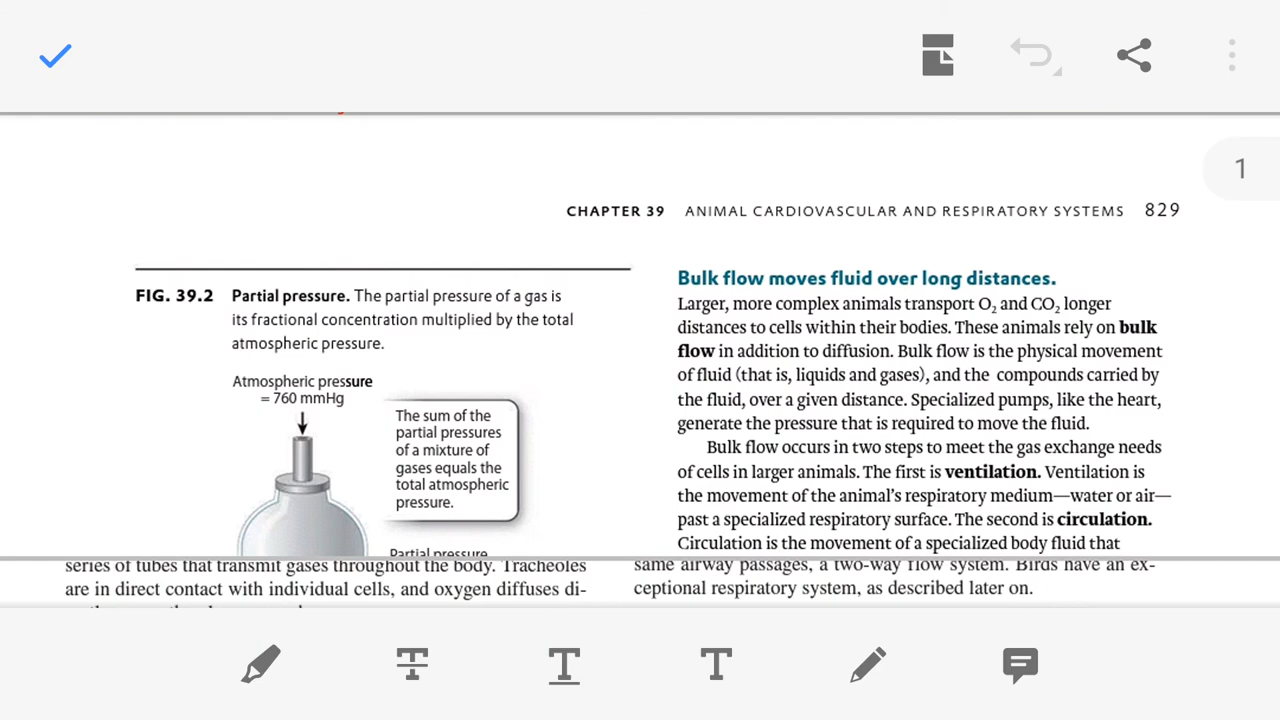 1
CHAPTER 39 ANIMAL CARDIOVASCULAR AND RESPIRATORY SYSTEMS 829
FIG. 39.2 Partial pressure. The partial pressure of a gas is
its fractional concentration multiplied by the total
atmospheric pressure.
Atmospheric pressure
= 760 mmHg
The sum of the
partial pressures
of a mixture of
gases equals the
total atmospheric
pressure.
Partial pressure
Bulk flow moves fluid over long distances.
Larger, more complex animals transport O₂ and CO₂ longer
distances to cells within their bodies. These animals rely on bulk
flow in addition to diffusion. Bulk flow is the physical movement
of fluid (that is, liquids and gases), and the compounds carried by
the fluid, over a given distance. Specialized pumps, like the heart,
generate the pressure that is required to move the fluid.
Bulk flow occurs in two steps to meet the gas exchange needs
of cells in larger animals. The first is ventilation. Ventilation is
the movement of the animal’s respiratory medium—water or air—
past a specialized respiratory surface. The second is circulation.
Circulation is the movement of a specialized body fluid that
series of tubes that transmit gases throughout the body. Tracheoles
are in direct contact with individual cells, and oxygen diffuses di-
same airway passages, a two-way flow system. Birds have an ex-
ceptional respiratory system, as described later on.
T
T
T